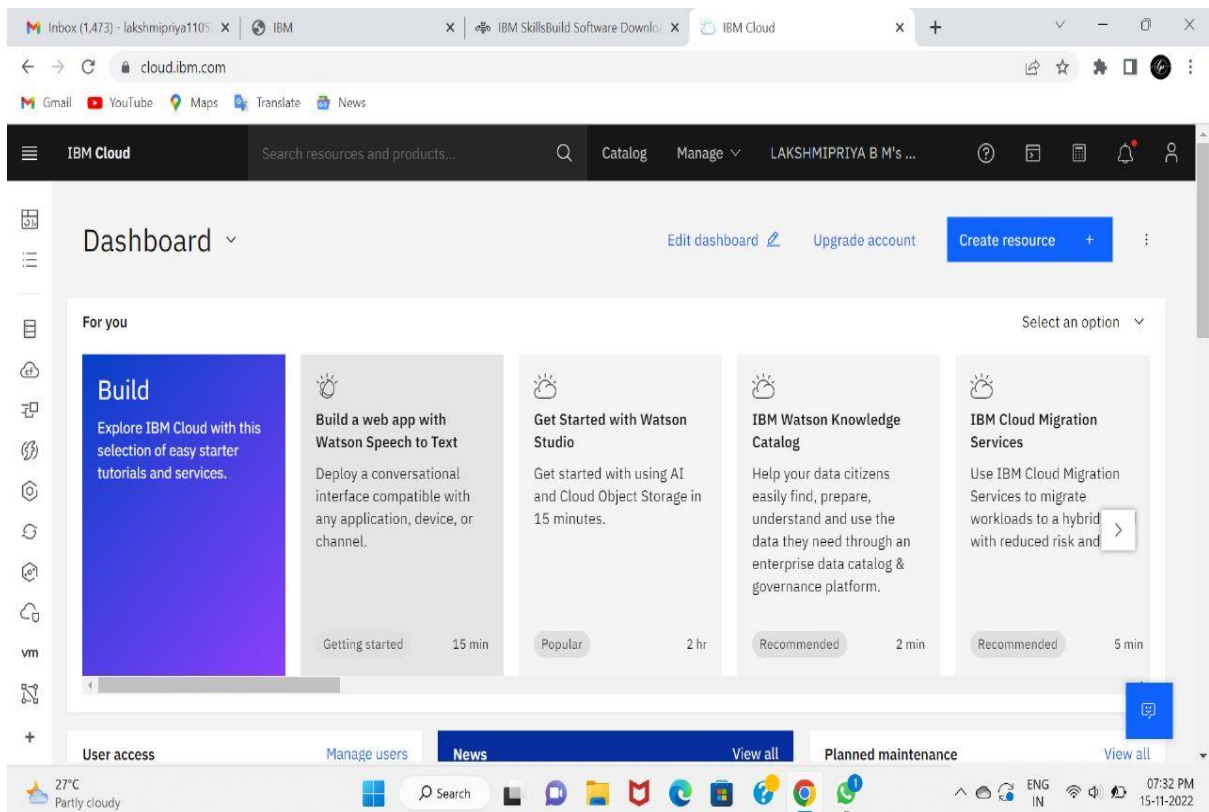 Inbox (1,473) - lakshmipriya1105
IBM
IBM SkillsBuild Software Downlo
IBM Cloud
cloud.ibm.com
Gmail YouTube Maps Translate News
IBM Cloud Search resources and products... Catalog Manage LAKSHMIPRIYA B M's ...
Dashboard
Edit dashboard Upgrade account Create resource +
For you Select an option
Build
Explore IBM Cloud with this
selection of easy starter
tutorials and services.
Build a web app with
Watson Speech to Text
Deploy a conversational
interface compatible with
any application, device, or
channel.
Getting started 15 min
Get Started with Watson
Studio
Get started with using AI
and Cloud Object Storage in
15 minutes.
Popular 2 hr
IBM Watson Knowledge
Catalog
Help your data citizens
easily find, prepare,
understand and use the
data they need through an
enterprise data catalog &
governance platform.
Recommended 2 min
IBM Cloud Migration
Services
Use IBM Cloud Migration
Services to migrate
workloads to a hybrid
with reduced risk and
Recommended 5 min
vm
User access Manage users
News View all
Planned maintenance View all
27°C
Partly cloudy
Search
1
ENG
IN
07:32 PM
15-11-2022